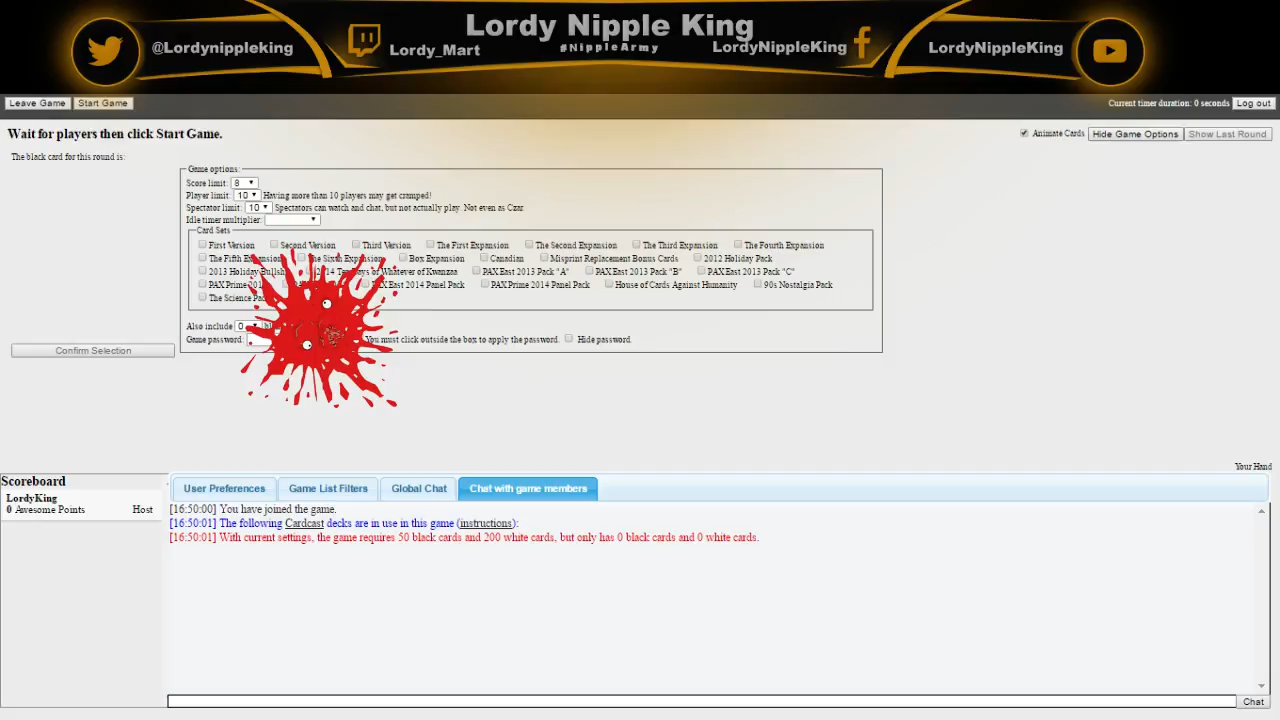 Lordy Nipple King
@Lordynippleking
Lordy_Mart
#NippleArmy
LordyNippleKing
LordyNippleKing
Leave Game
Start Game
Current timer duration: 0 seconds
Log out
Wait for players then click Start Game.
Animate Cards
Hide Game Options
Show Last Round
The black card for this round is:
Game options:
Score limit: 8
Player limit: 10 Having more than 10 players may get cramped!
Spectator limit: 10 Spectators can watch and chat, but not actually play. Not even as Czar.
Idle timer multiplier:
Card Sets
First Version Second Version Third Version The First Expansion The Second Expansion The Third Expansion The Fourth Expansion
The Fifth Expansion The Sixth Expansion Box Expansion Canadian Misprint Replacement Bonus Cards 2012 Holiday Pack
2013 Holiday of Whatever of Kwanzaa PAX East 2013 Pack "A" PAX East 2013 Pack "B" PAX East 2013 Pack "C"
PAX Prime East 2014 Panel Pack PAX Prime 2014 Panel Pack House of Cards Against Humanity 90s Nostalgia Pack
The Science
Also include 0
Game password: You must click outside the box to apply the password. Hide password.
Confirm Selection
Your Hand
Scoreboard
LordyKing
0 Awesome Points Host
User Preferences
Game List Filters
Global Chat
Chat with game members
[16:50:00] You have joined the game.
[16:50:01] The following Cardcast decks are in use in this game (instructions):
[16:50:01] With current settings, the game requires 50 black cards and 200 white cards, but only has 0 black cards and 0 white cards.
Chat